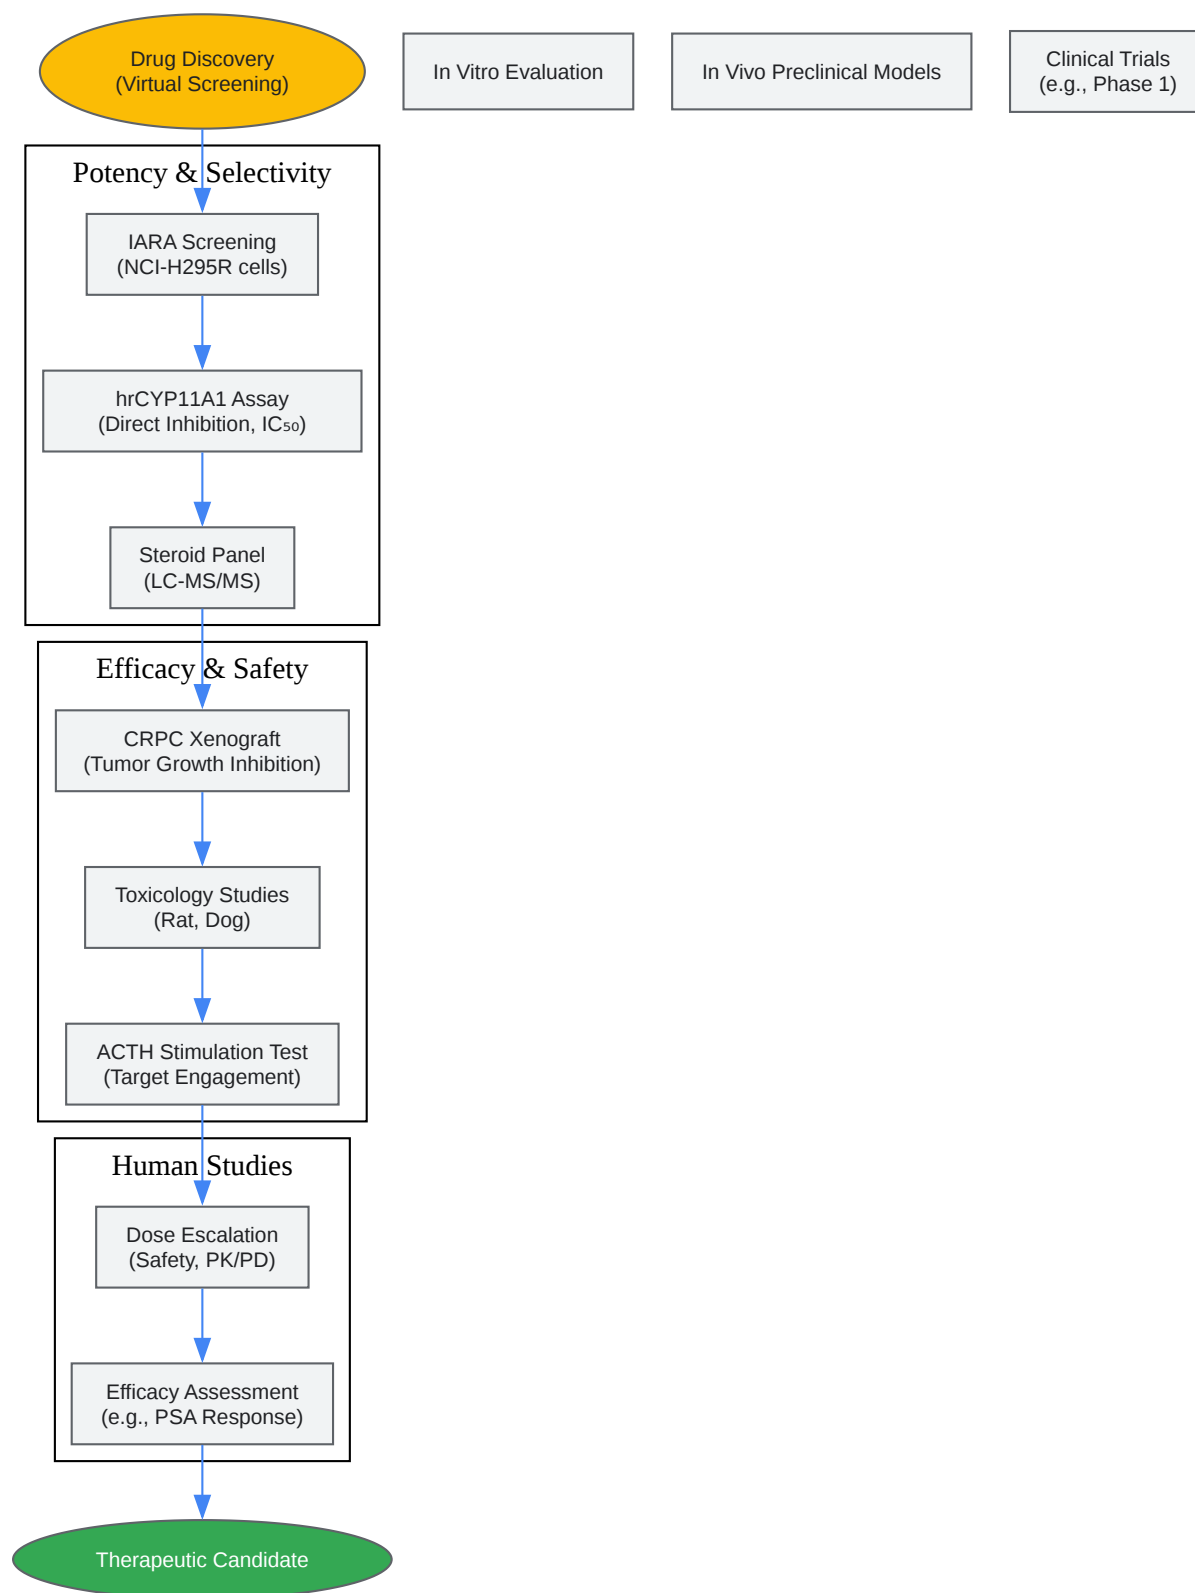 Drug Discovery
(Virtual Screening)
In Vitro Evaluation
In Vivo Preclinical Models
Clinical Trials
(e.g., Phase 1)
Potency & Selectivity
IARA Screening
(NCI-H295R cells)
hrCYP11A1 Assay
(Direct Inhibition, IC₅₀)
Steroid Panel
(LC-MS/MS)
Efficacy & Safety
CRPC Xenograft
(Tumor Growth Inhibition)
Toxicology Studies
(Rat, Dog)
ACTH Stimulation Test
(Target Engagement)
Human Studies
Dose Escalation
(Safety, PK/PD)
Efficacy Assessment
(e.g., PSA Response)
Therapeutic Candidate